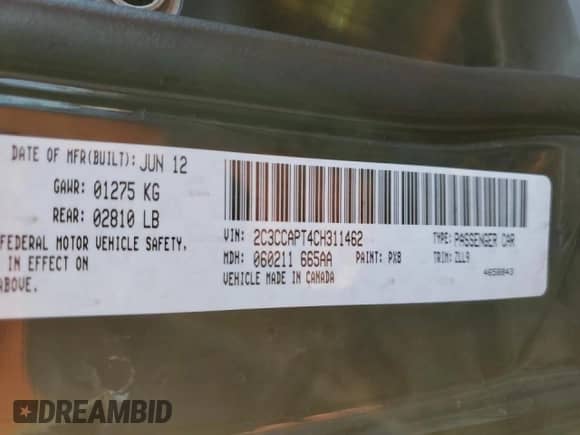 DATE OF MFR(BUILT): JUN 12
GAWR: 01275 KG
REAR: 02810 LB
FEDERAL MOTOR VEHICLE SAFETY,
IN EFFECT ON
ABOVE.
VIN: 2C3CCAPT4CH311462 TYPE: PASSENGER CAR
MDH: 060211 665AA PAINT: PX8 TRIM: ZLL9
VEHICLE MADE IN CANADA 4658843
DREAMBID